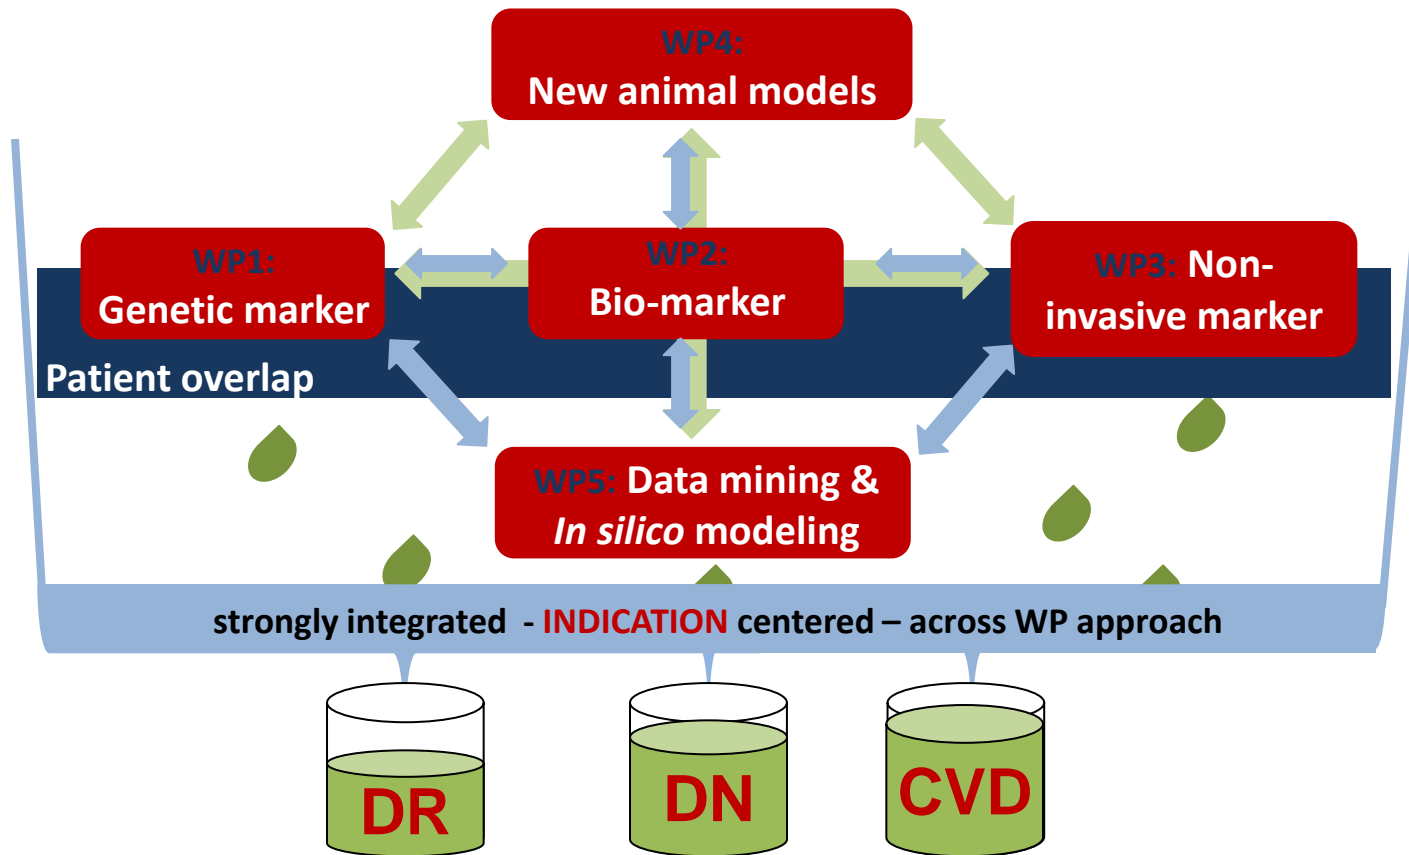 WP4:
New animal models
WP1:
Genetic marker
WP2:
Bio-marker
WP3: Non-
invasive marker
Patient overlap
WP5: Data mining &
In silico modeling
strongly integrated - INDICATION centered – across WP approach
DR
DN
CVD